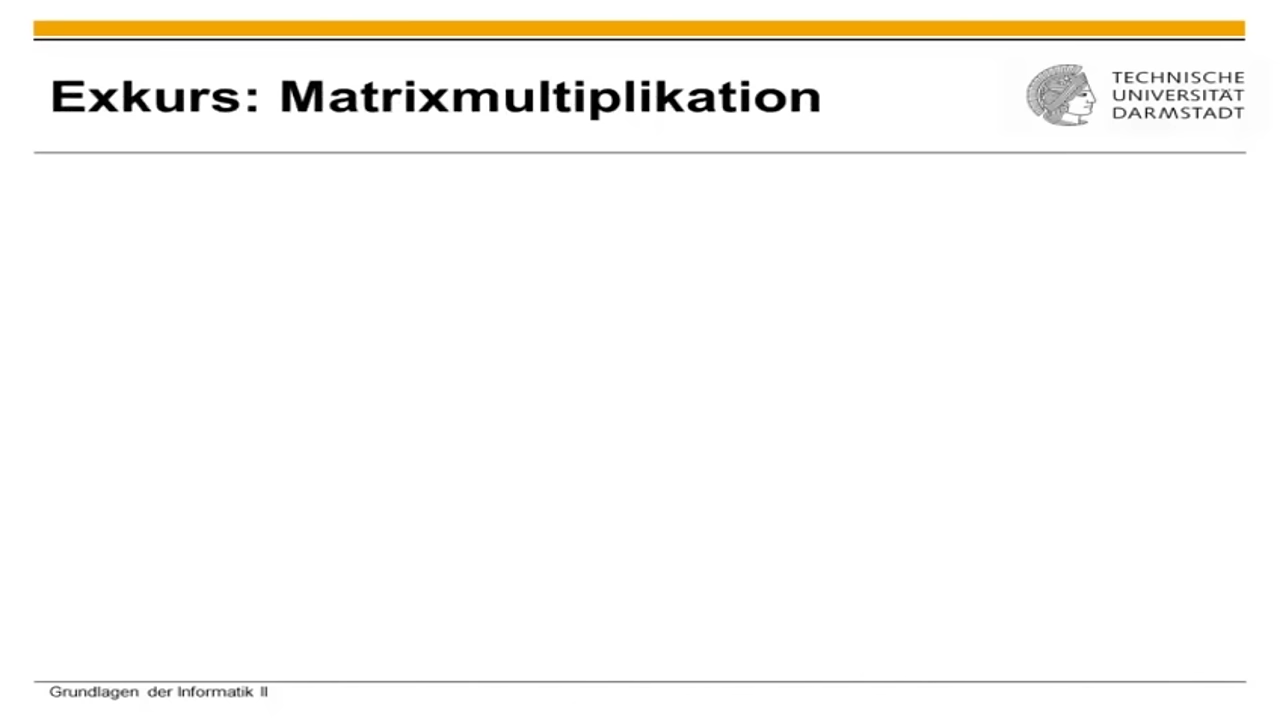 Exkurs: Matrixmultiplikation
TECHNISCHE
UNIVERSITÄT
DARMSTADT
Grundlagen der Informatik II